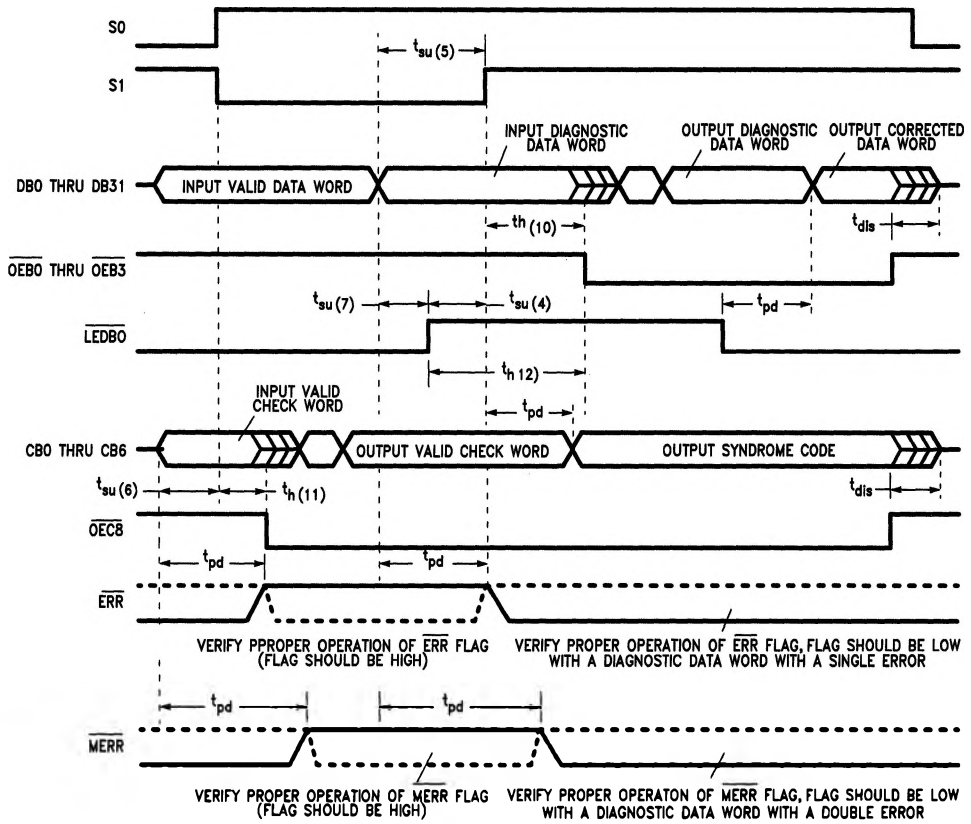 S0
t su (5)
S1
INPUT DIAGNOSTIC
DATA WORD
OUTPUT DIAGNOSTIC
DATA WORD
OUTPUT CORRECTED
DATA WORD
DB0 THRU DB31
INPUT VALID DATA WORD
th (10)
t dis
OEB0 THRU OEB3
t su (7)
t su (4)
t pd
LEDB0
t h 12)
INPUT VALID
CHECK WORD
t pd
CB0 THRU CB6
OUTPUT VALID CHECK WORD
OUTPUT SYNDROME CODE
t su (6)
t h (11)
t dis
OEC8
t pd
t pd
ERR
VERIFY PPROPER OPERATION OF ERR FLAG
(FLAG SHOULD BE HIGH)
VERIFY PROPER OPERATION OF ERR FLAG, FLAG SHOULD BE LOW
WITH A DIAGNOSTIC DATA WORD WITH A SINGLE ERROR
t pd
t pd
MERR
VERIFY PROPER OPERATION OF MERR FLAG
(FLAG SHOULD BE HIGH)
VERIFY PROPER OPERATON OF MERR FLAG, FLAG SHOULD BE LOW
WITH A DIAGNOSTIC DATA WORD WITH A DOUBLE ERROR